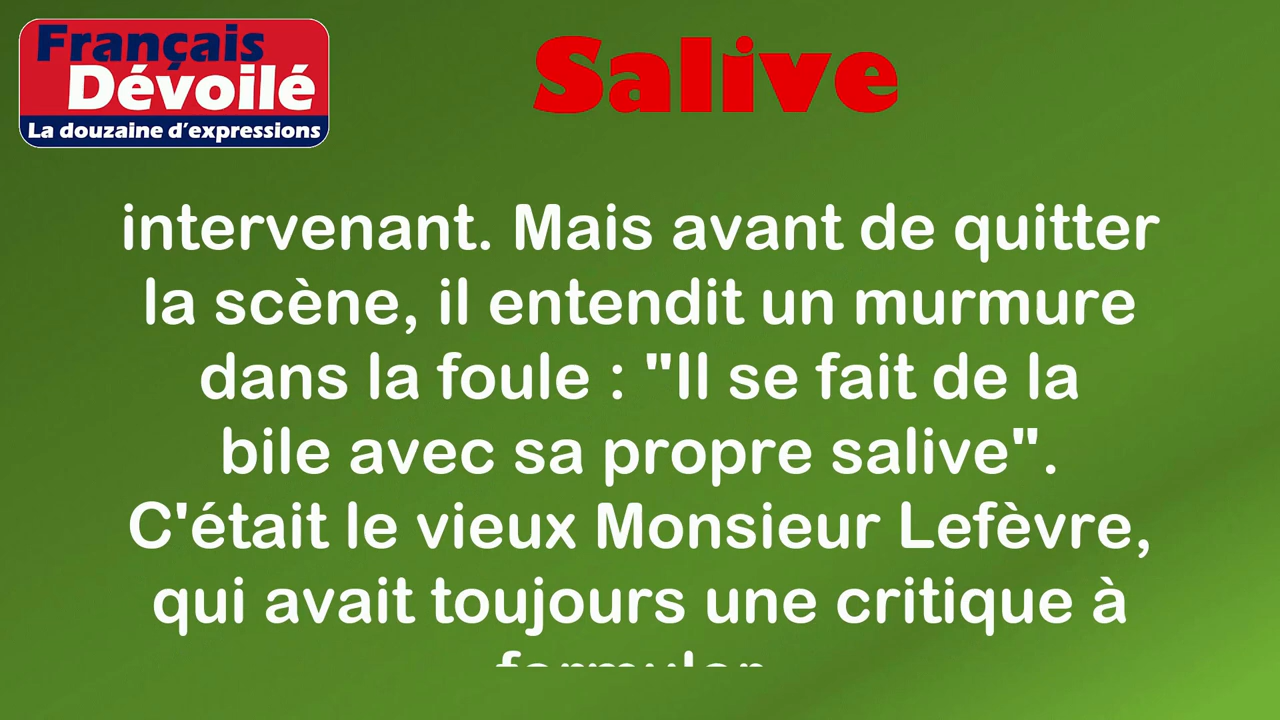 Français
Dévoilé
La douzaine d'expressions
Salive
intervenant. Mais avant de quitter
la scène, il entendit un murmure
dans la foule : "Il se fait de la
bile avec sa propre salive".
C'était le vieux Monsieur Lefèvre,
qui avait toujours une critique à